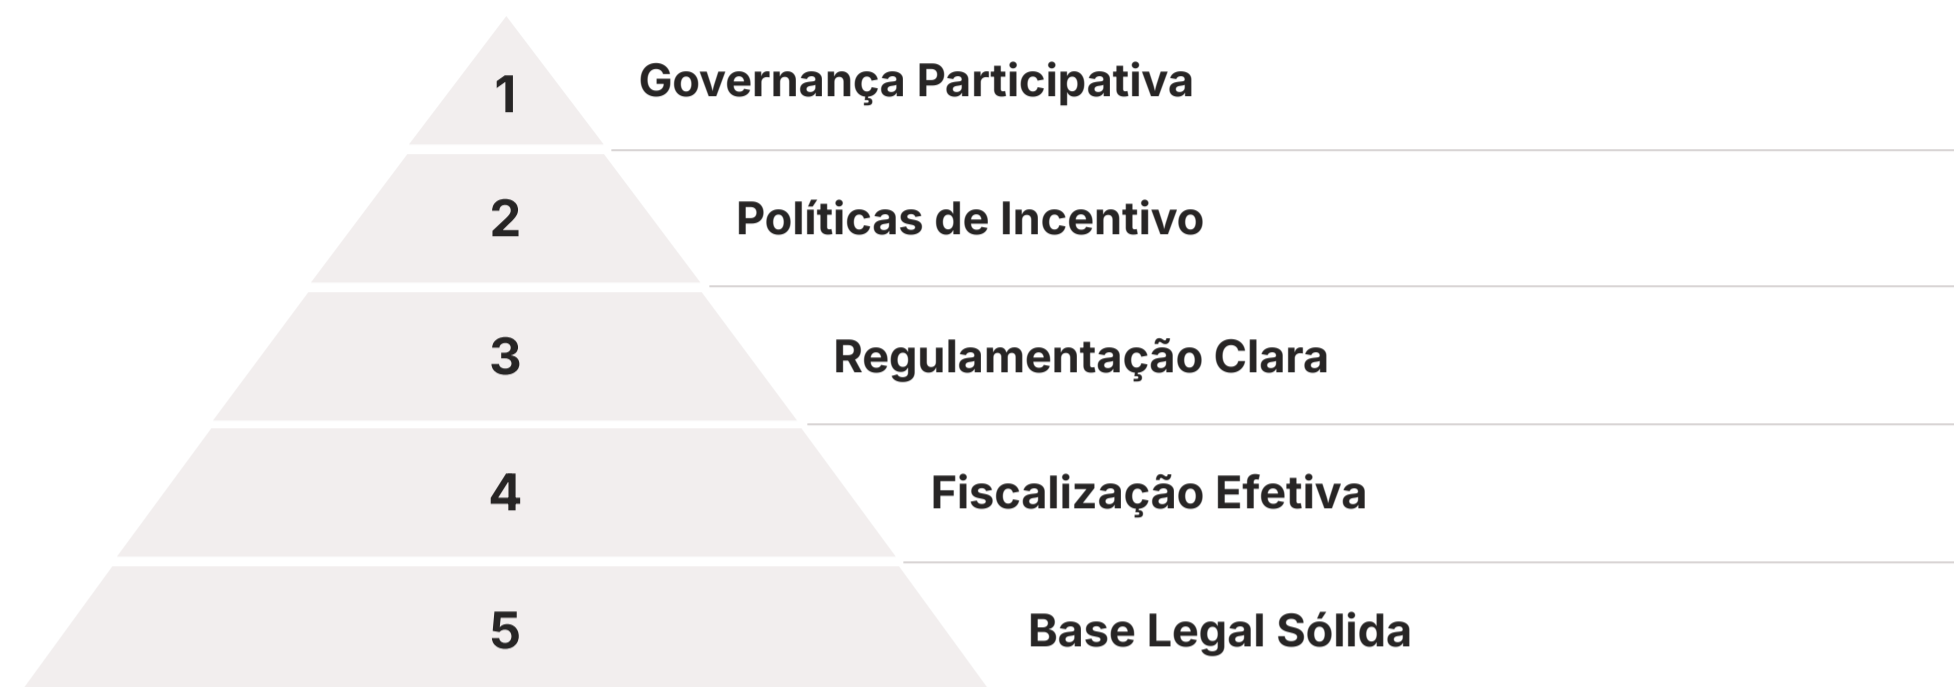 1
Governança Participativa
2
Políticas de Incentivo
3
Regulamentação Clara
4
Fiscalização Efetiva
5
Base Legal Sólida